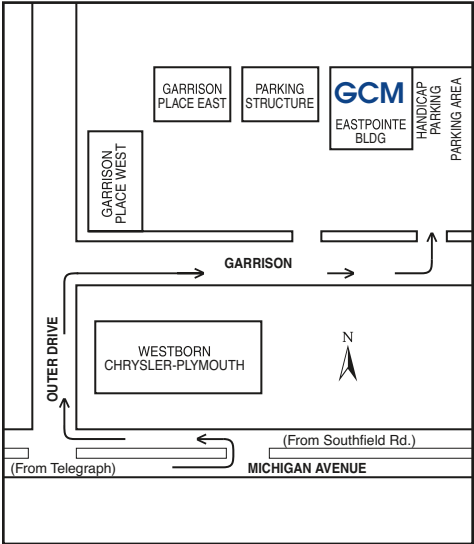 GARRISON
PLACE EAST
PARKING
STRUCTURE
GCM
EASTPOINTE
BLDG
HANDICAP
PARKING
PARKING AREA
GARRISON
PLACE WEST
GARRISON
OUTER DRIVE
WESTBORN
CHRYSLER-PLYMOUTH
N
(From Southfield Rd.)
(From Telegraph)
MICHIGAN AVENUE